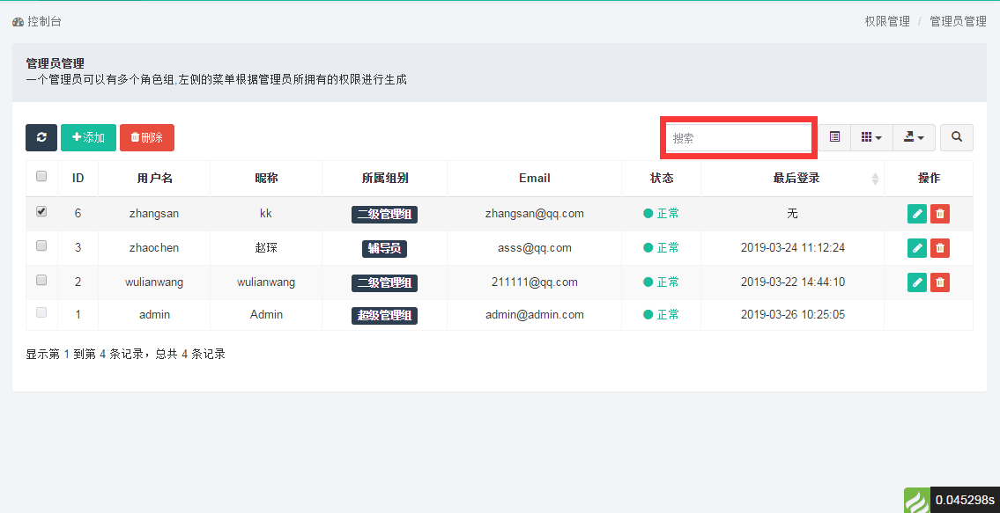 控制台
权限管理 / 管理员管理
管理员管理
一个管理员可以有多个角色组,左侧的菜单根据管理员所拥有的权限进行生成
添加 删除 搜索
ID 用户名 昵称 所属组别 Email 状态 最后登录 操作
6 zhangsan kk 二级管理组 zhangsan@qq.com 正常 无
3 zhaochen 赵琛 辅导员 asss@qq.com 正常 2019-03-24 11:12:24
2 wulianwang wulianwang 二级管理组 211111@qq.com 正常 2019-03-22 14:44:10
1 admin Admin 超级管理组 admin@admin.com 正常 2019-03-26 10:25:05
显示第 1 到第 4 条记录，总共 4 条记录
0.045298s